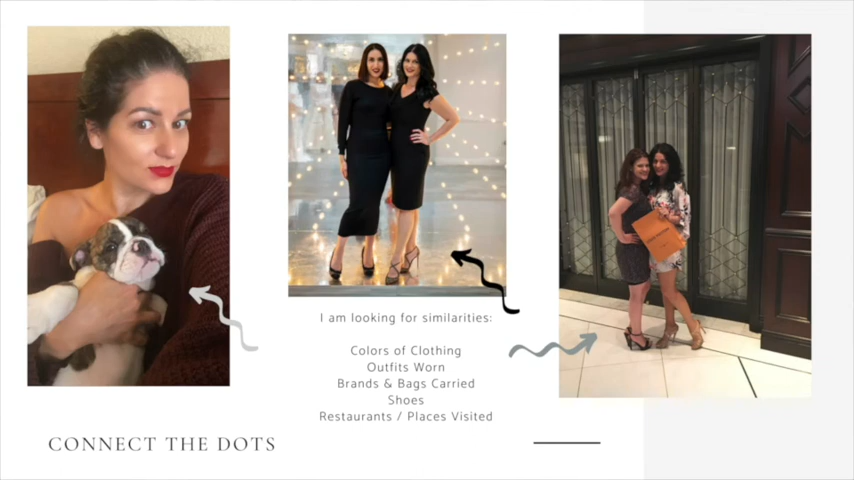 I am looking for similarities:
Colors of Clothing
Outfits Worn
Brands & Bags Carried
Shoes
Restaurants / Places Visited
CONNECT THE DOTS